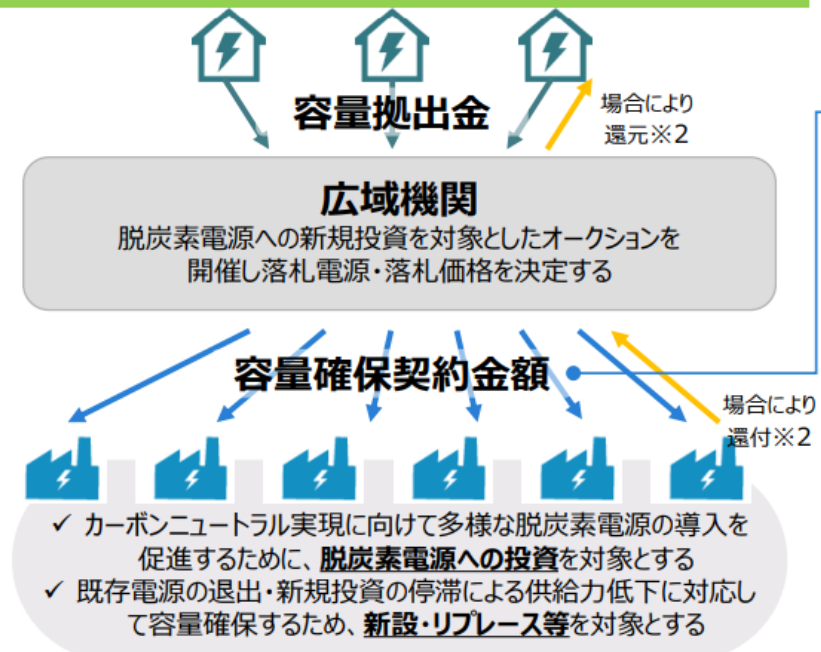 容量拠出金
場合により
還元※2
広域機関
脱炭素電源への新規投資を対象としたオークションを
開催し落札電源・落札価格を決定する
容量確保契約金額
場合により
還付※2
✓ カーボンニュートラル実現に向けて多様な脱炭素電源の導入を
促進するために、脱炭素電源への投資を対象とする
✓ 既存電源の退出・新規投資の停滞による供給力低下に対応し
て容量確保するため、新設・リプレース等を対象とする